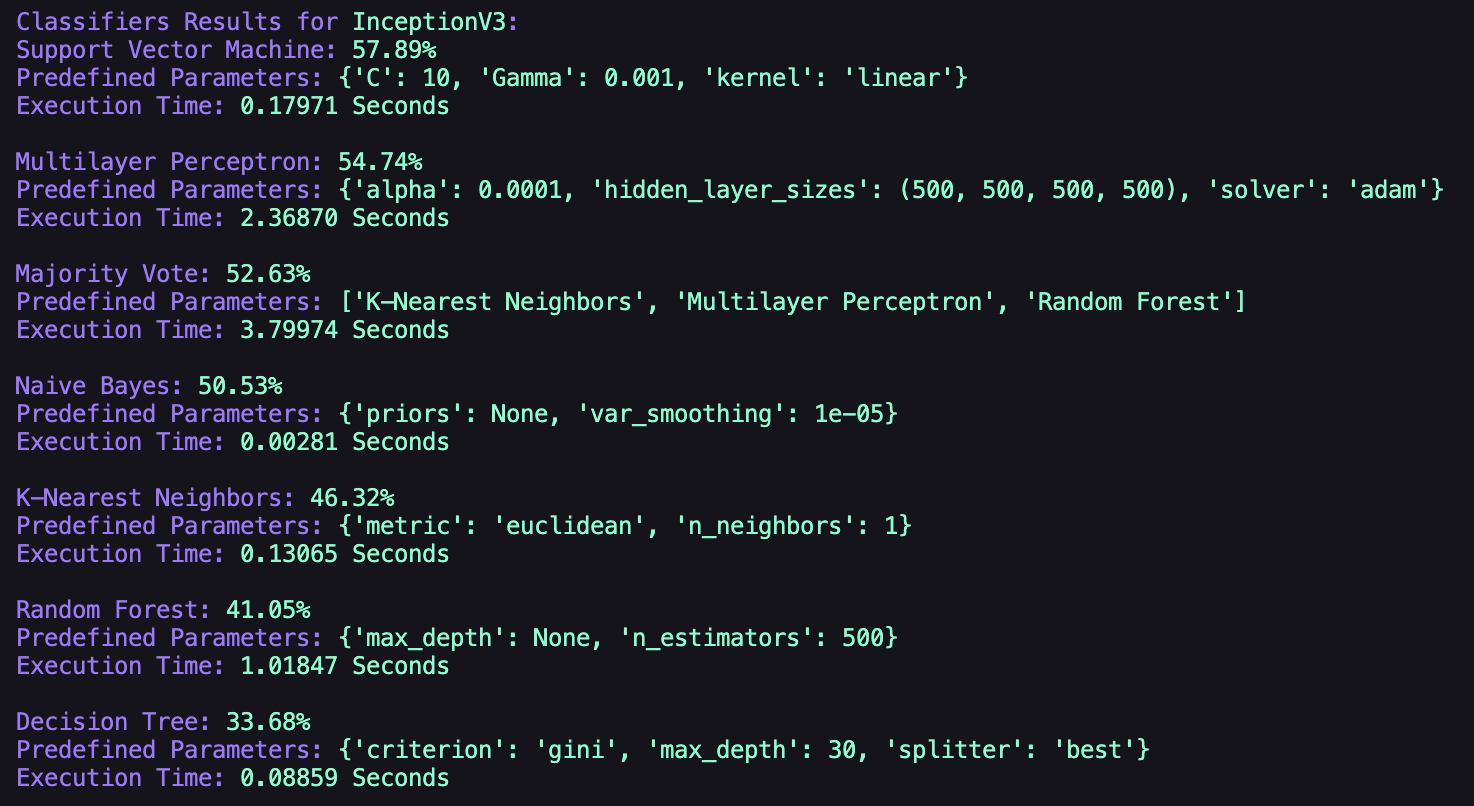 Classifiers Results for InceptionV3:
Support Vector Machine: 57.89%
Predefined Parameters: {'C': 10, 'Gamma': 0.001, 'kernel': 'linear'}
Execution Time: 0.17971 Seconds
Multilayer Perceptron: 54.74%
Predefined Parameters: {'alpha': 0.0001, 'hidden_layer_sizes': (500, 500, 500, 500), 'solver': 'adam'}
Execution Time: 2.36870 Seconds
Majority Vote: 52.63%
Predefined Parameters: ['K-Nearest Neighbors', 'Multilayer Perceptron', 'Random Forest']
Execution Time: 3.79974 Seconds
Naive Bayes: 50.53%
Predefined Parameters: {'priors': None, 'var_smoothing': 1e-05}
Execution Time: 0.00281 Seconds
K-Nearest Neighbors: 46.32%
Predefined Parameters: {'metric': 'euclidean', 'n_neighbors': 1}
Execution Time: 0.13065 Seconds
Random Forest: 41.05%
Predefined Parameters: {'max_depth': None, 'n_estimators': 500}
Execution Time: 1.01847 Seconds
Decision Tree: 33.68%
Predefined Parameters: {'criterion': 'gini', 'max_depth': 30, 'splitter': 'best'}
Execution Time: 0.08859 Seconds